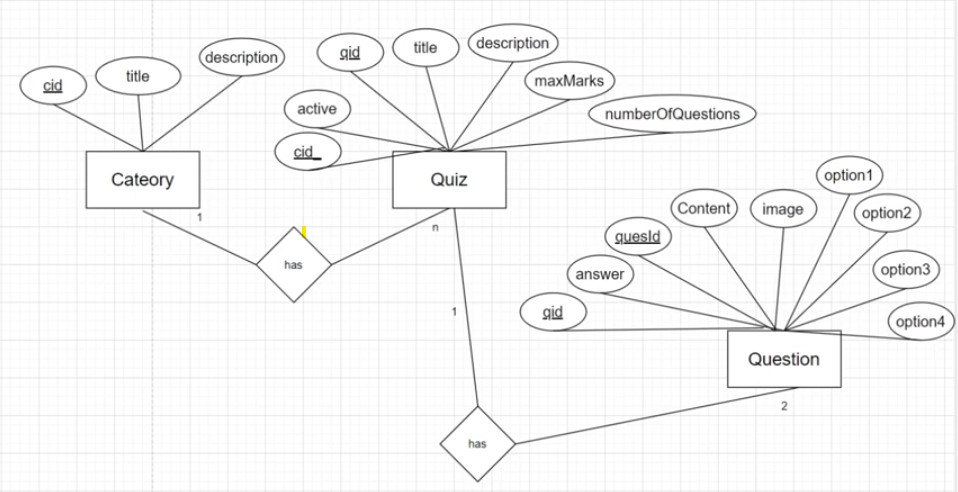 cid
title
description
Cateory
1
has
qid
title
description
maxMarks
numberOfQuestions
active
cid_
Quiz
n
1
has
qid
answer
quesId
Content
image
option1
option2
option3
option4
Question
2